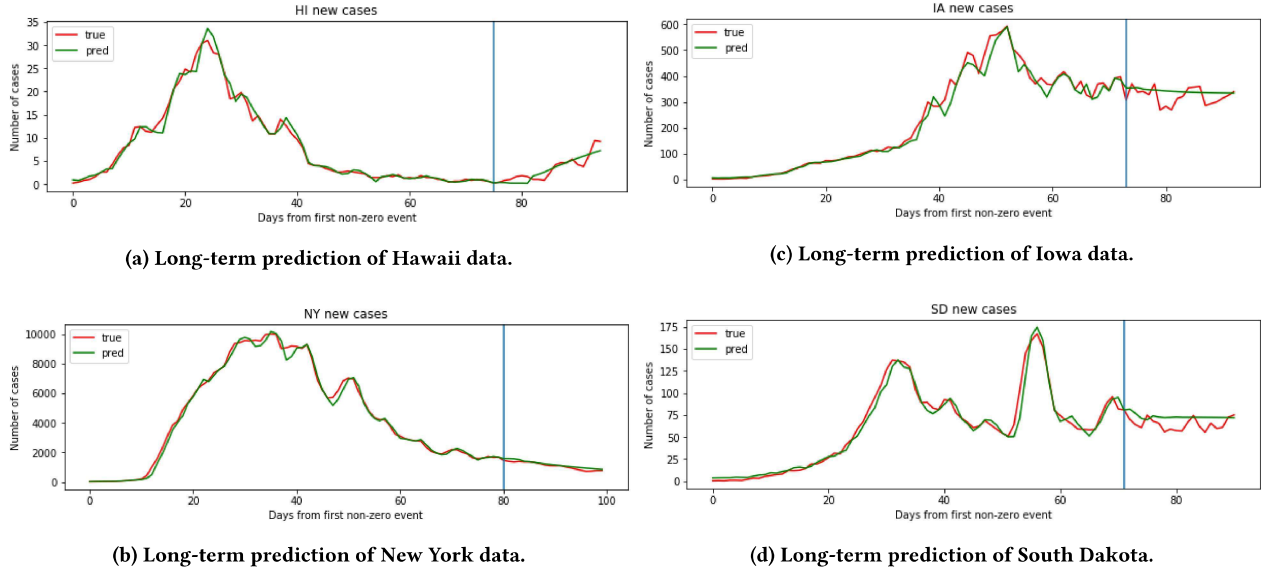 HI new cases
Number of cases
35
30
25
20
15
10
5
0
true
pred
0
20
40
60
80
Days from first non-zero event
(a) Long-term prediction of Hawaii data.
IA new cases
Number of cases
600
500
400
300
200
100
0
true
pred
0
20
40
60
80
Days from first non-zero event
(c) Long-term prediction of Iowa data.
NY new cases
Number of cases
10000
8000
6000
4000
2000
0
true
pred
0
20
40
60
80
100
Days from first non-zero event
(b) Long-term prediction of New York data.
SD new cases
Number of cases
175
150
125
100
75
50
25
0
true
pred
0
20
40
60
80
Days from first non-zero event
(d) Long-term prediction of South Dakota.